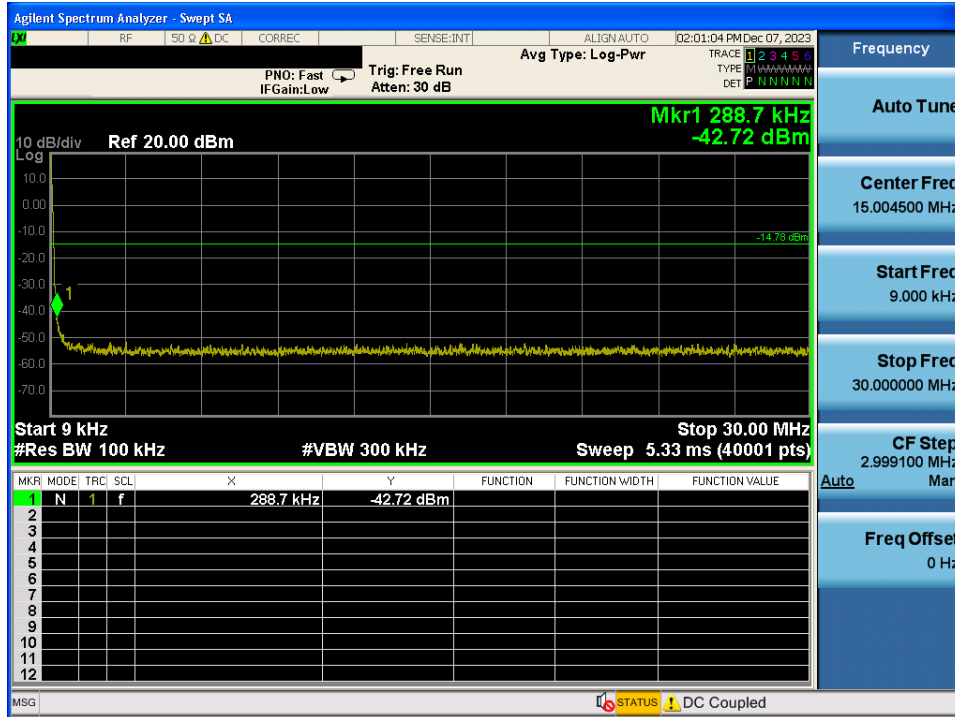 Agilent Spectrum Analyzer - Swept SA
LXI RF 50 Ω DC CORREC SENSE:INT ALIGN AUTO 02:01:04 PM Dec 07, 2023
PNO: Fast Trig: Free Run Avg Type: Log-Pwr TRACE 1 2 3 4 5 6
IFGain:Low Atten: 30 dB TYPE M WWWWW
DET P N N N N N
Mkr1 288.7 kHz
10 dB/div Ref 20.00 dBm -42.72 dBm
Log
10.0
0.00
-10.0
-14.78 dBm
-20.0
-30.0
1
-40.0
-50.0
-60.0
-70.0
Start 9 kHz Stop 30.00 MHz
#Res BW 100 kHz #VBW 300 kHz Sweep 5.33 ms (40001 pts)
MKR MODE TRC SCL X Y FUNCTION FUNCTION WIDTH FUNCTION VALUE
1 N 1 f 288.7 kHz -42.72 dBm
2
3
4
5
6
7
8
9
10
11
12
MSG STATUS DC Coupled
Frequency
Auto Tune
Center Freq
15.004500 MHz
Start Freq
9.000 kHz
Stop Freq
30.000000 MHz
CF Step
2.999100 MHz
Auto Man
Freq Offset
0 Hz